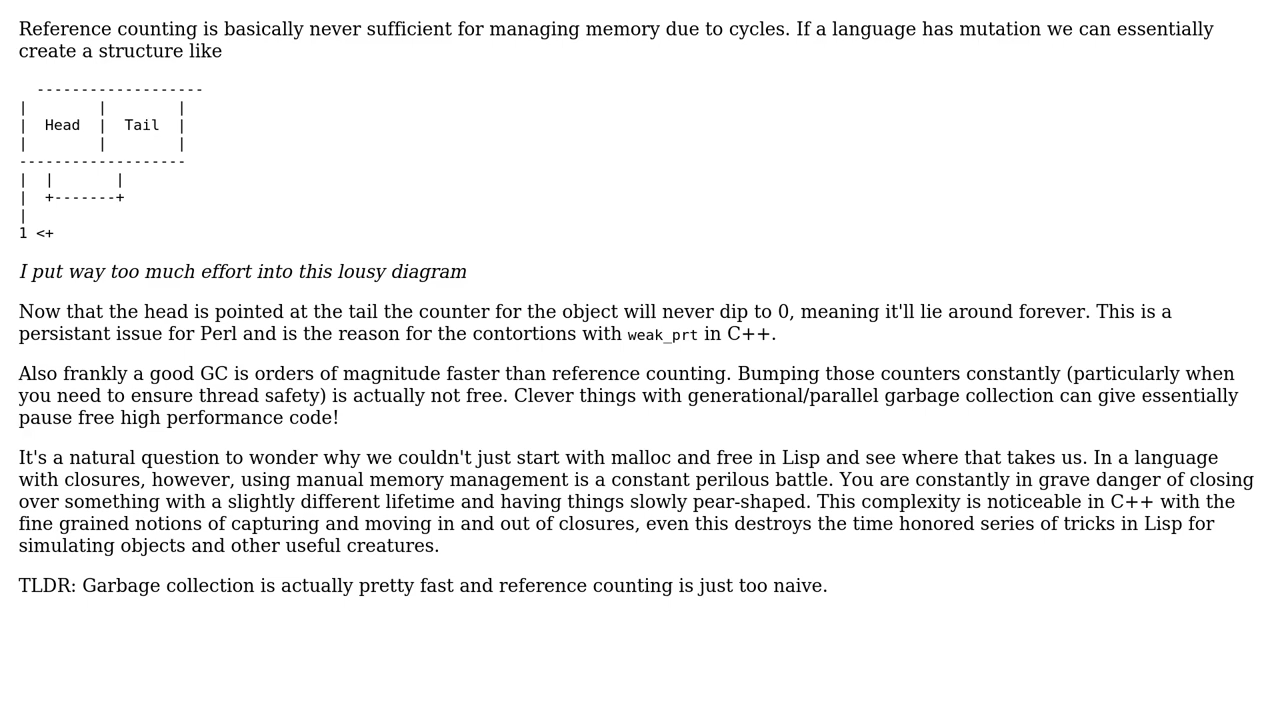 Reference counting is basically never sufficient for managing memory due to cycles. If a language has mutation we can essentially
create a structure like
  -------------------
|        |        |
|  Head  |  Tail  |
|        |        |
-------------------
|  |       |
|  +-------+
|
1 <+
I put way too much effort into this lousy diagram
Now that the head is pointed at the tail the counter for the object will never dip to 0, meaning it'll lie around forever. This is a
persistant issue for Perl and is the reason for the contortions with weak_prt in C++.
Also frankly a good GC is orders of magnitude faster than reference counting. Bumping those counters constantly (particularly when
you need to ensure thread safety) is actually not free. Clever things with generational/parallel garbage collection can give essentially
pause free high performance code!
It's a natural question to wonder why we couldn't just start with malloc and free in Lisp and see where that takes us. In a language
with closures, however, using manual memory management is a constant perilous battle. You are constantly in grave danger of closing
over something with a slightly different lifetime and having things slowly pear-shaped. This complexity is noticeable in C++ with the
fine grained notions of capturing and moving in and out of closures, even this destroys the time honored series of tricks in Lisp for
simulating objects and other useful creatures.
TLDR: Garbage collection is actually pretty fast and reference counting is just too naive.